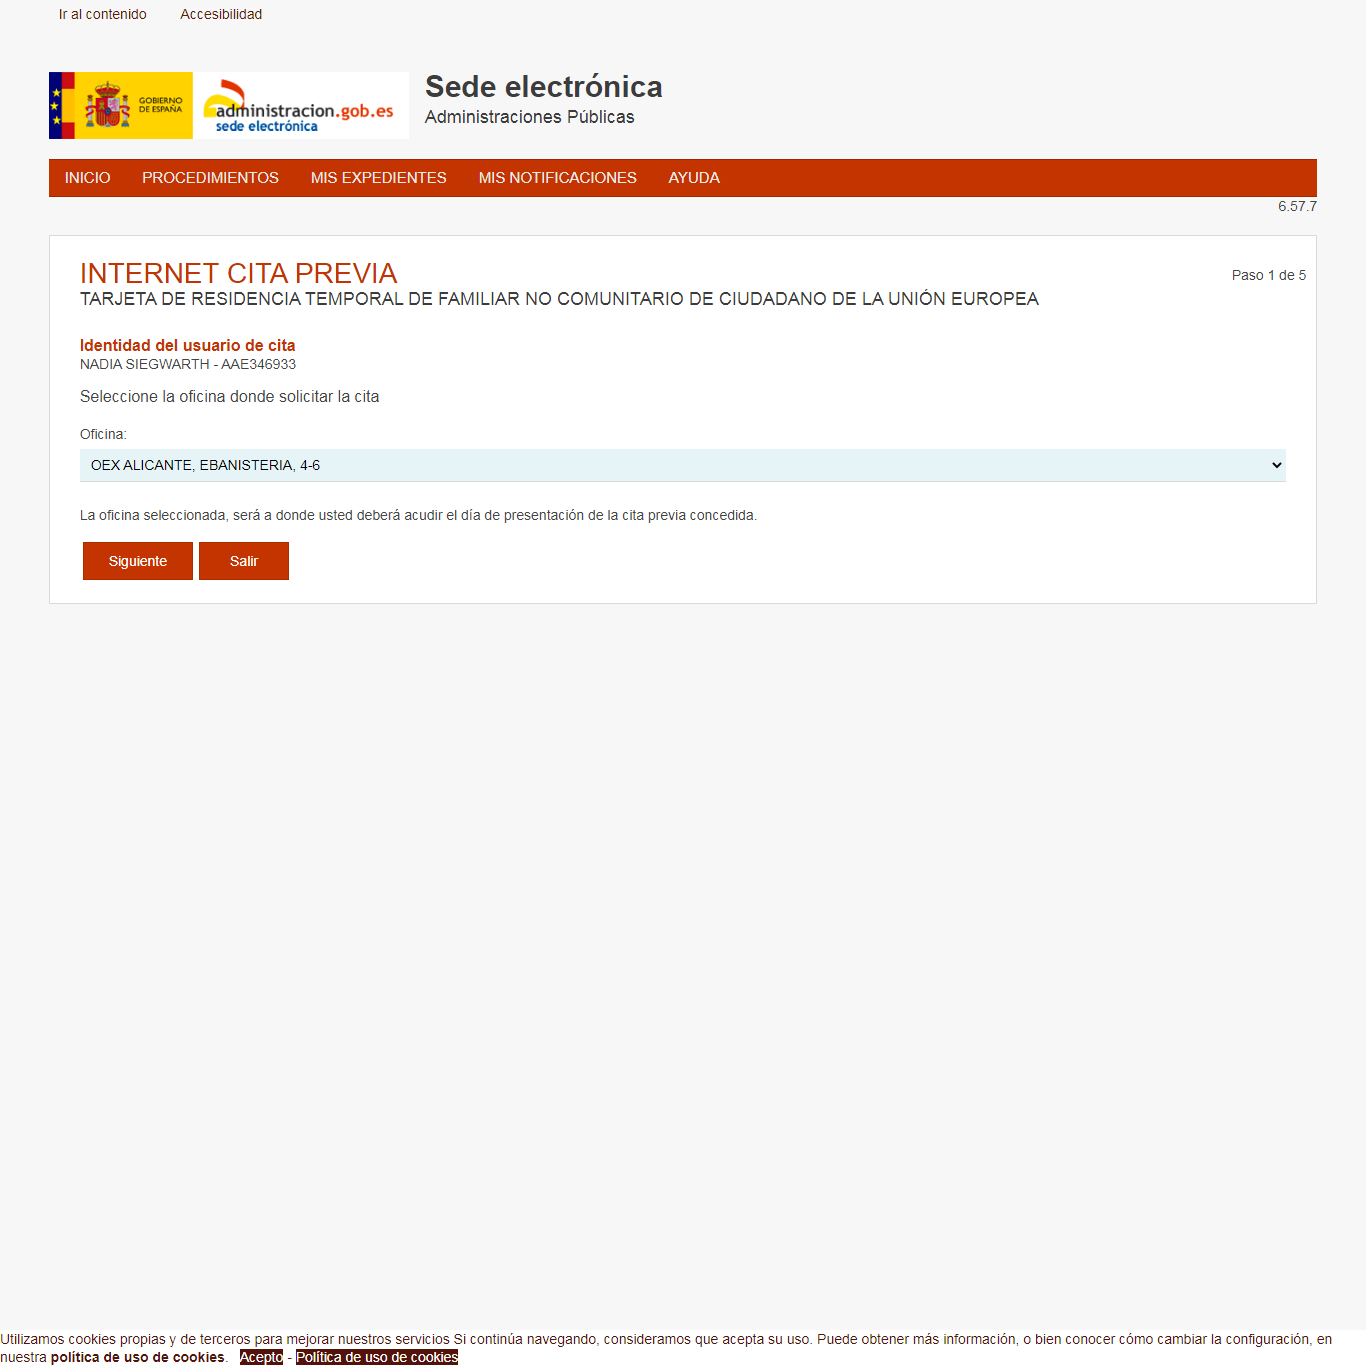 Ir al contenido Accesibilidad
GOBIERNO
DE ESPAÑA
administracion.gob.es
sede electrónica
Sede electrónica
Administraciones Públicas
INICIO PROCEDIMIENTOS MIS EXPEDIENTES MIS NOTIFICACIONES AYUDA
6.57.7
INTERNET CITA PREVIA
Paso 1 de 5
TARJETA DE RESIDENCIA TEMPORAL DE FAMILIAR NO COMUNITARIO DE CIUDADANO DE LA UNIÓN EUROPEA
Identidad del usuario de cita
NADIA SIEGWARTH - AAE346933
Seleccione la oficina donde solicitar la cita
Oficina:
OEX ALICANTE, EBANISTERIA, 4-6
La oficina seleccionada, será a donde usted deberá acudir el día de presentación de la cita previa concedida.
Siguiente Salir
Utilizamos cookies propias y de terceros para mejorar nuestros servicios Si continúa navegando, consideramos que acepta su uso. Puede obtener más información, o bien conocer cómo cambiar la configuración, en
nuestra política de uso de cookies. Acepto - Política de uso de cookies